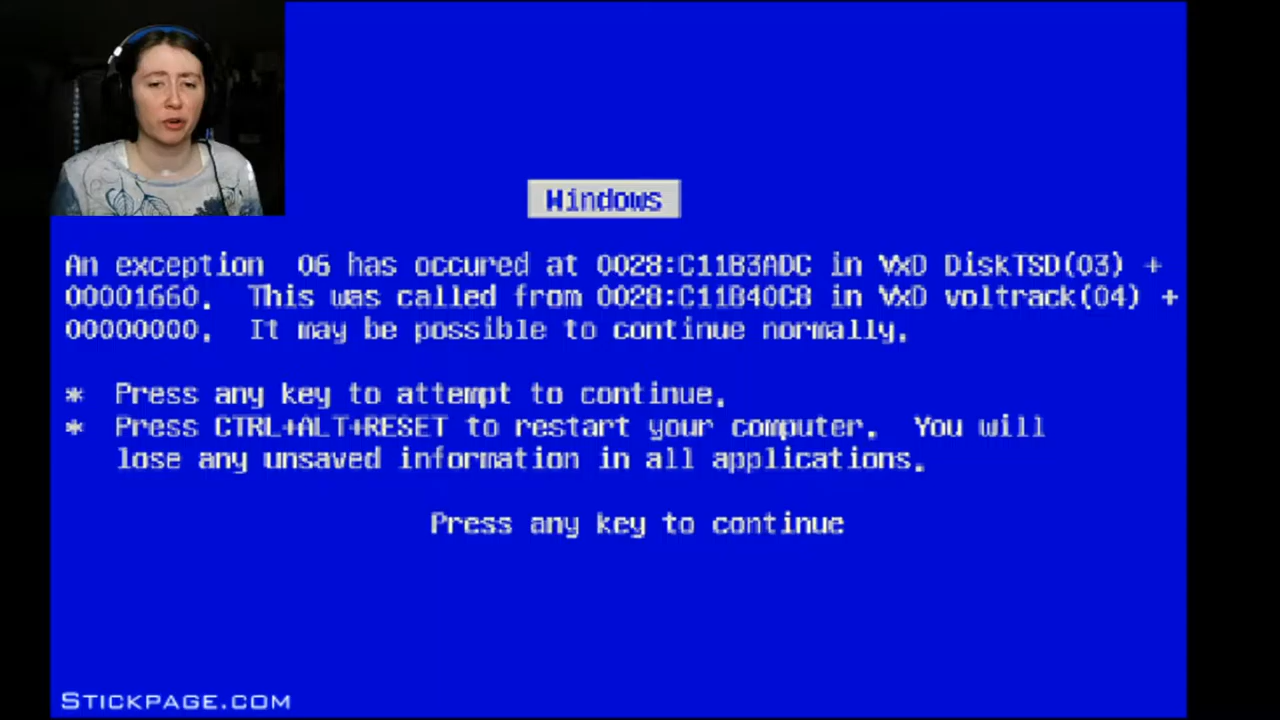 Windows
An exception 06 has occured at 0028:C11B3ADC in VxD DiskTSD(03) +
00001660. This was called from 0028:C11B40C8 in VxD voltrack(04) +
00000000. It may be possible to continue normally.
* Press any key to attempt to continue.
* Press CTRL+ALT+RESET to restart your computer. You will
lose any unsaved information in all applications.
Press any key to continue
STICKPAGE.COM